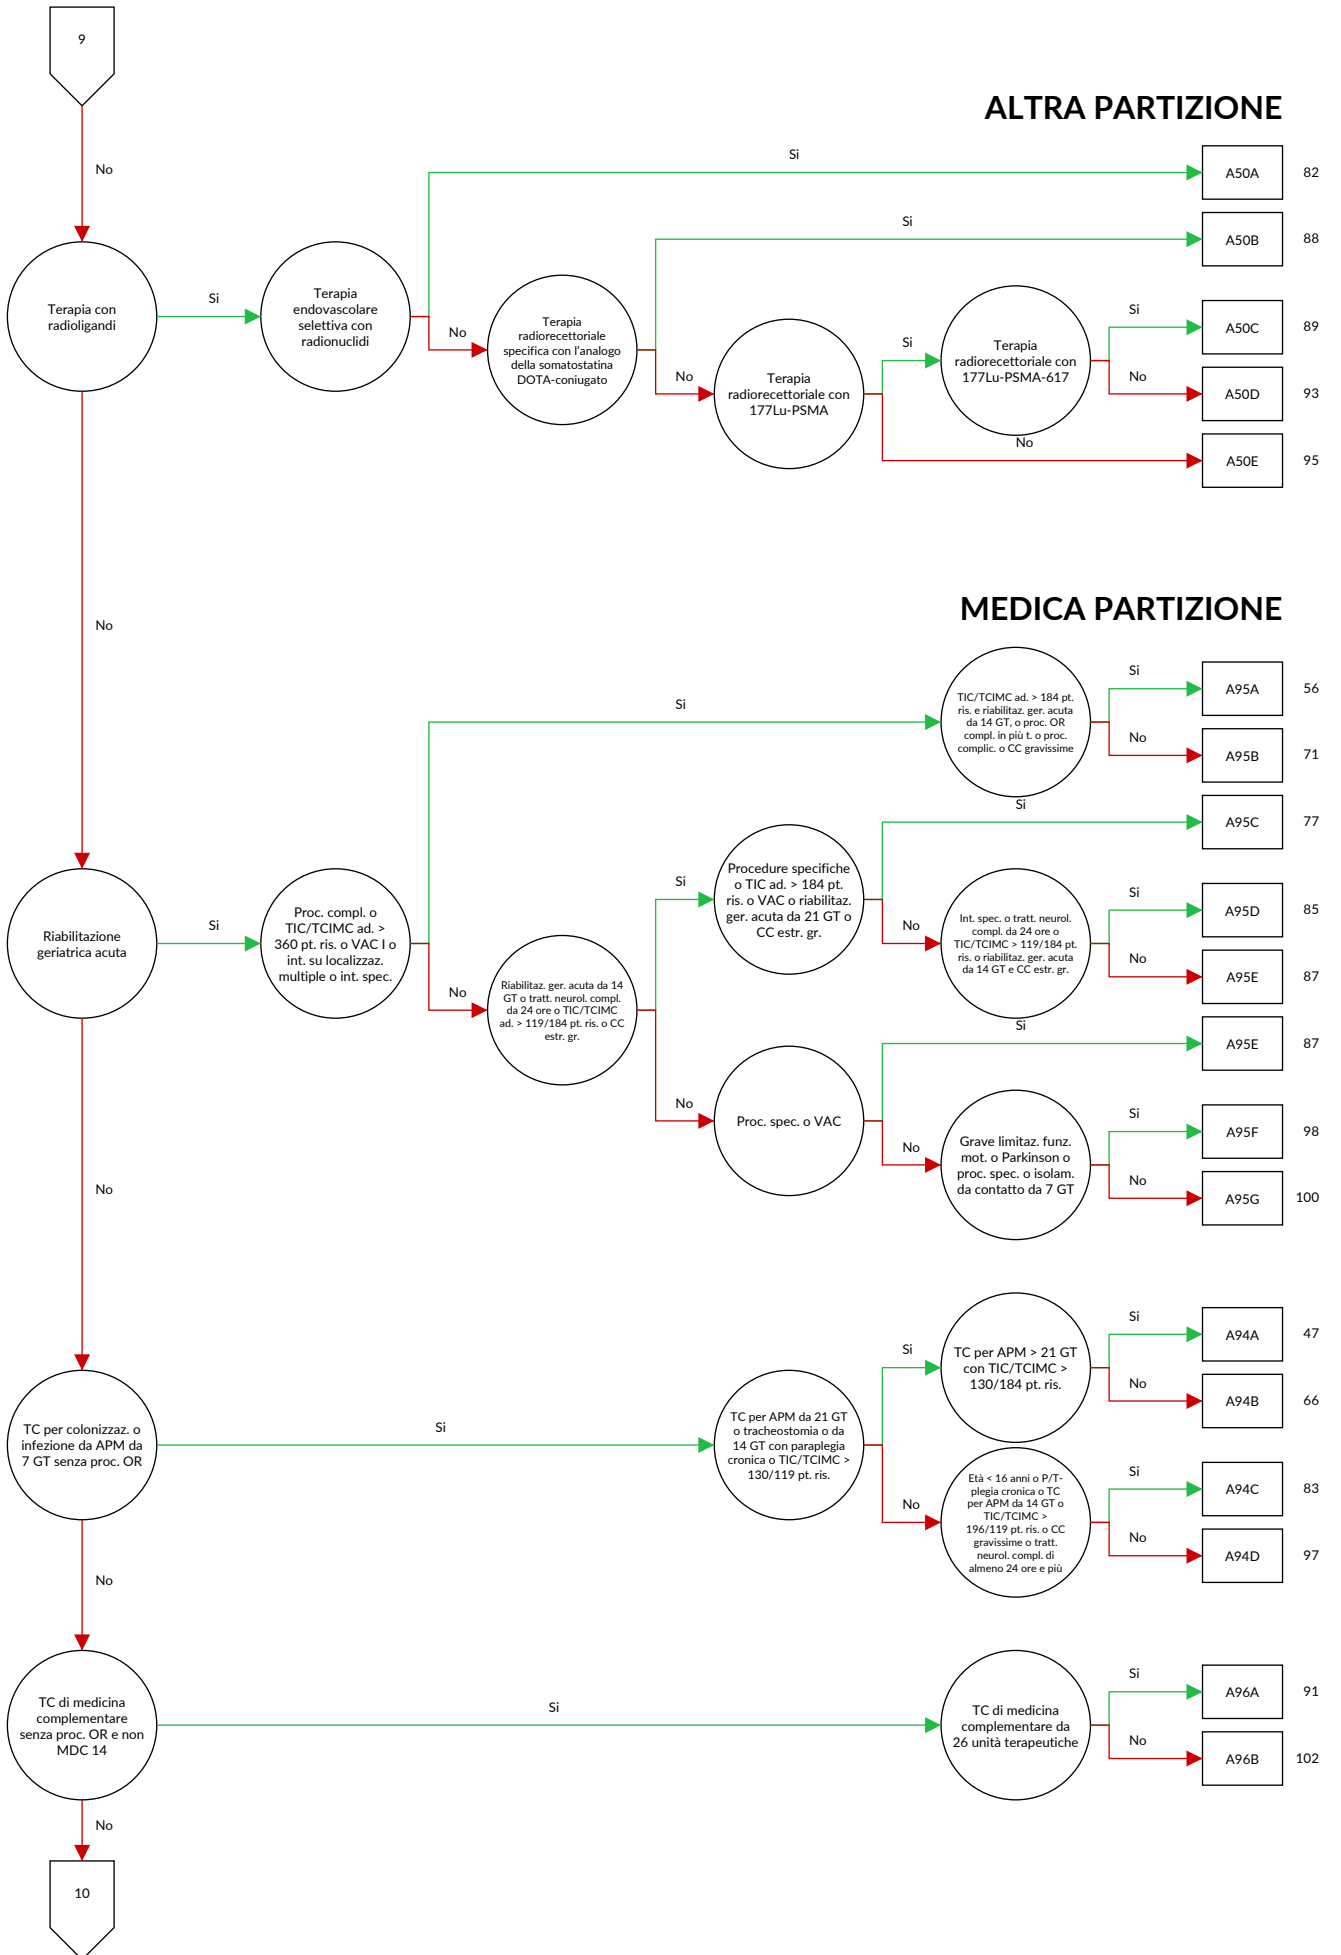 9
No
ALTRA PARTIZIONE
Si
A50A
82
Si
A50B
88
Terapia con
radioligandi
Si
Terapia
endovascolare
selettiva con
radionuclidi
No
Terapia
radiorecettoriale
specifica con l'analogo
della somatostatina
DOTA-coniugato
No
Terapia
radiorecettoriale con
177Lu-PSMA
Si
Terapia
radiorecettoriale con
177Lu-PSMA-617
Si
A50C
89
No
A50D
93
No
A50E
95
No
MEDICA PARTIZIONE
Si
TIC/TCIMC ad. > 184 pt.
ris. e riabilitaz. ger. acuta
da 14 GT, o proc. OR
compl. in più t. o proc.
complic. o CC gravissime
Si
A95A
56
No
A95B
71
Si
A95C
77
Riabilitazione
geriatrica acuta
Si
Proc. compl. o
TIC/TCIMC ad. >
360 pt. ris. o VAC I o
int. su localizzaz.
multiple o int. spec.
No
Riabilitaz. ger. acuta da 14
GT o tratt. neurol. compl.
da 24 ore o TIC/TCIMC
ad. > 119/184 pt. ris. o CC
estr. gr.
Si
Procedure specifiche
o TIC ad. > 184 pt.
ris. o VAC o riabilitaz.
ger. acuta da 21 GT o
CC estr. gr.
No
Int. spec. o tratt. neurol.
compl. da 24 ore o
TIC/TCIMC > 119/184 pt.
ris. o riabilitaz. ger. acuta
da 14 GT e CC estr. gr.
Si
A95D
85
No
A95E
87
Si
A95E
87
No
Proc. spec. o VAC
No
Grave limitaz. funz.
mot. o Parkinson o
proc. spec. o isolam.
da contatto da 7 GT
Si
A95F
98
No
A95G
100
No
TC per colonizzaz. o
infezione da APM da
7 GT senza proc. OR
Si
TC per APM da 21 GT
o tracheostomia o da
14 GT con paraplegia
cronica o TIC/TCIMC >
130/119 pt. ris.
Si
TC per APM > 21 GT
con TIC/TCIMC >
130/184 pt. ris.
Si
A94A
47
No
A94B
66
No
Età < 16 anni o P/T-
plegia cronica o TC
per APM da 14 GT o
TIC/TCIMC >
196/119 pt. ris. o CC
gravissime o tratt.
neurol. compl. di
almeno 24 ore e più
Si
A94C
83
No
A94D
97
No
TC di medicina
complementare
senza proc. OR e non
MDC 14
Si
TC di medicina
complementare da
26 unità terapeutiche
Si
A96A
91
No
A96B
102
No
10